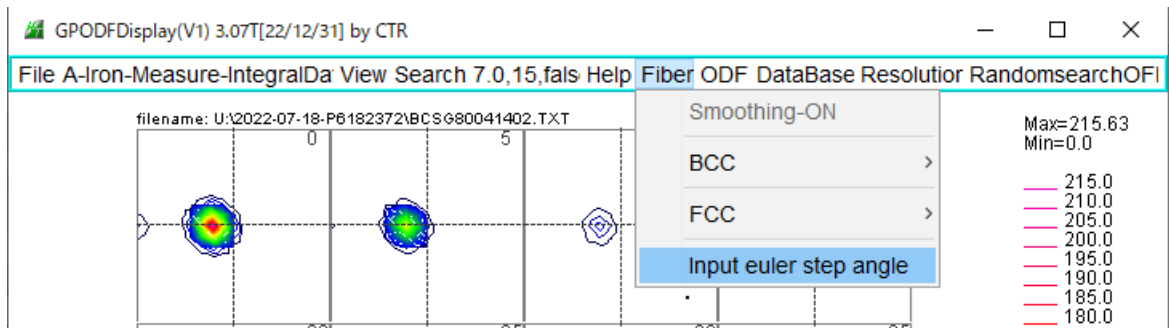 GPODFDisplay(V1) 3.07T[22/12/31] by CTR
File A-Iron-Measure-IntegralDa View Search 7.0,15,fals Help Fiber ODF DataBase Resolution RandomsearchOFF
filename: U:\2022-07-18-P6182372\BCSG80041402.TXT
0 5
Smoothing-ON
BCC
FCC
Input euler step angle
Max=215.63
Min=0.0
215.0
210.0
205.0
200.0
195.0
190.0
185.0
180.0